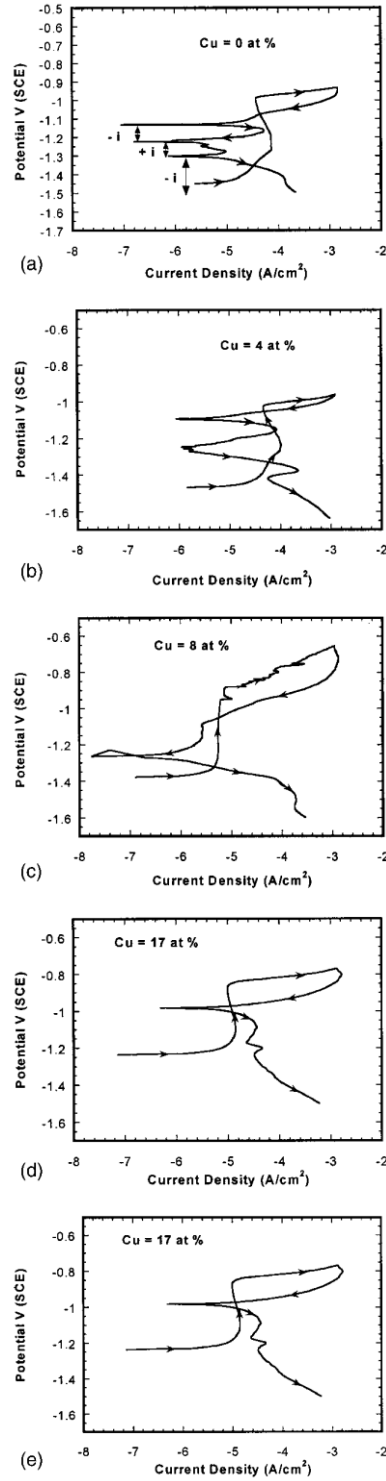 -0.5
-0.6
-0.7
-0.8
-0.9
-1
-1.1
-1.2
-1.3
-1.4
-1.5
-1.6
-1.7
Potential V (SCE)
Cu = 0 at %
- i
+ i
- i
-8 -7 -6 -5 -4 -3 -2
(a) Current Density (A/cm²)
-0.6
-0.8
-1
-1.2
-1.4
-1.6
Potential V (SCE)
Cu = 4 at %
-8 -7 -6 -5 -4 -3 -2
(b) Current Density (A/cm²)
-0.6
-0.8
-1
-1.2
-1.4
-1.6
Potential V (SCE)
Cu = 8 at %
-8 -7 -6 -5 -4 -3 -2
(c) Current Density (A/cm²)
-0.6
-0.8
-1
-1.2
-1.4
-1.6
Potential V (SCE)
Cu = 17 at %
-8 -7 -6 -5 -4 -3 -2
(d) Current Density (A/cm²)
-0.6
-0.8
-1
-1.2
-1.4
-1.6
Potential V (SCE)
Cu = 17 at %
-8 -7 -6 -5 -4 -3 -2
(e) Current Density (A/cm²)